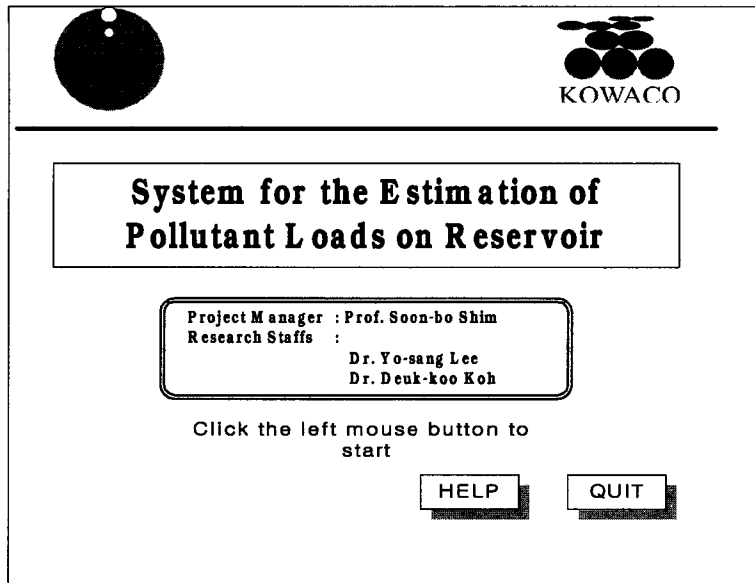 KOWACO
System for the Estimation of
Pollutant Loads on Reservoir
Project Manager : Prof. Soon-bo Shim
Research Staffs :
Dr. Yo-sang Lee
Dr. Deuk-koo Koh
Click the left mouse button to
start
HELP QUIT